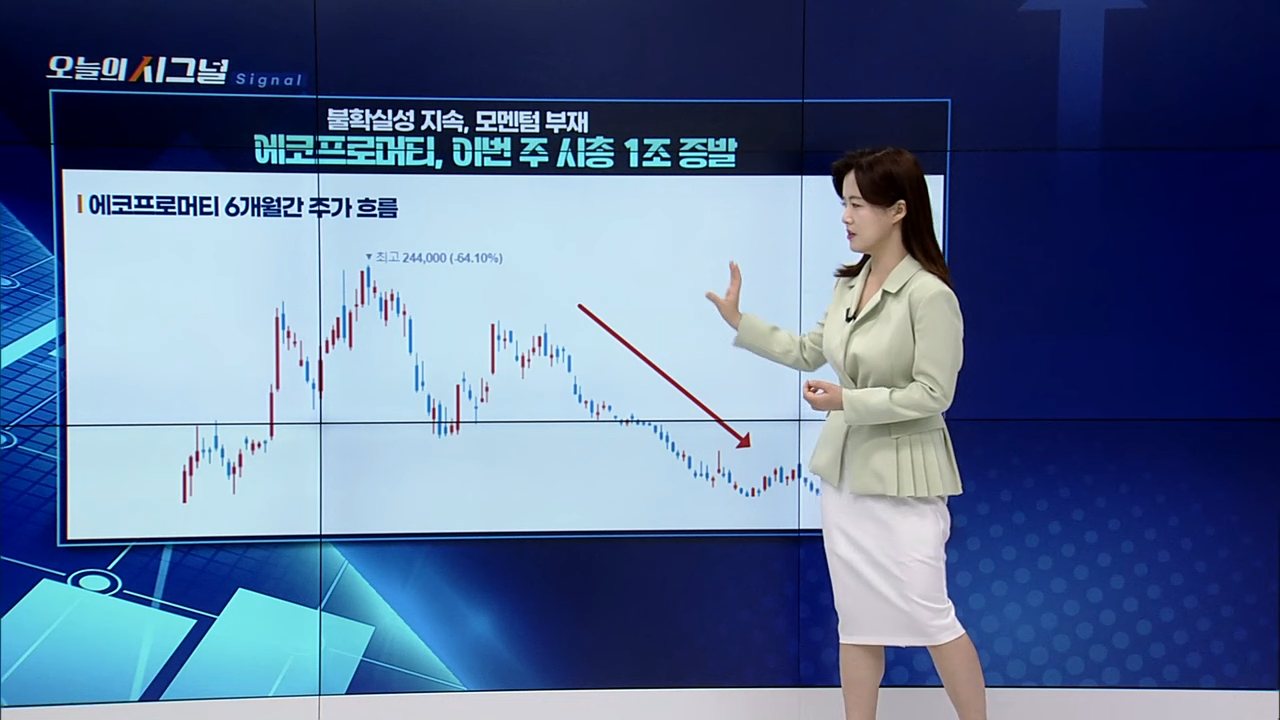 오늘의 시그널 Signal
불확실성 지속, 모멘텀 부재
에코프로머티, 이번 주 시총 1조 증발
에코프로머티 6개월간 주가 흐름
▼최고 244,000 (-64.10%)